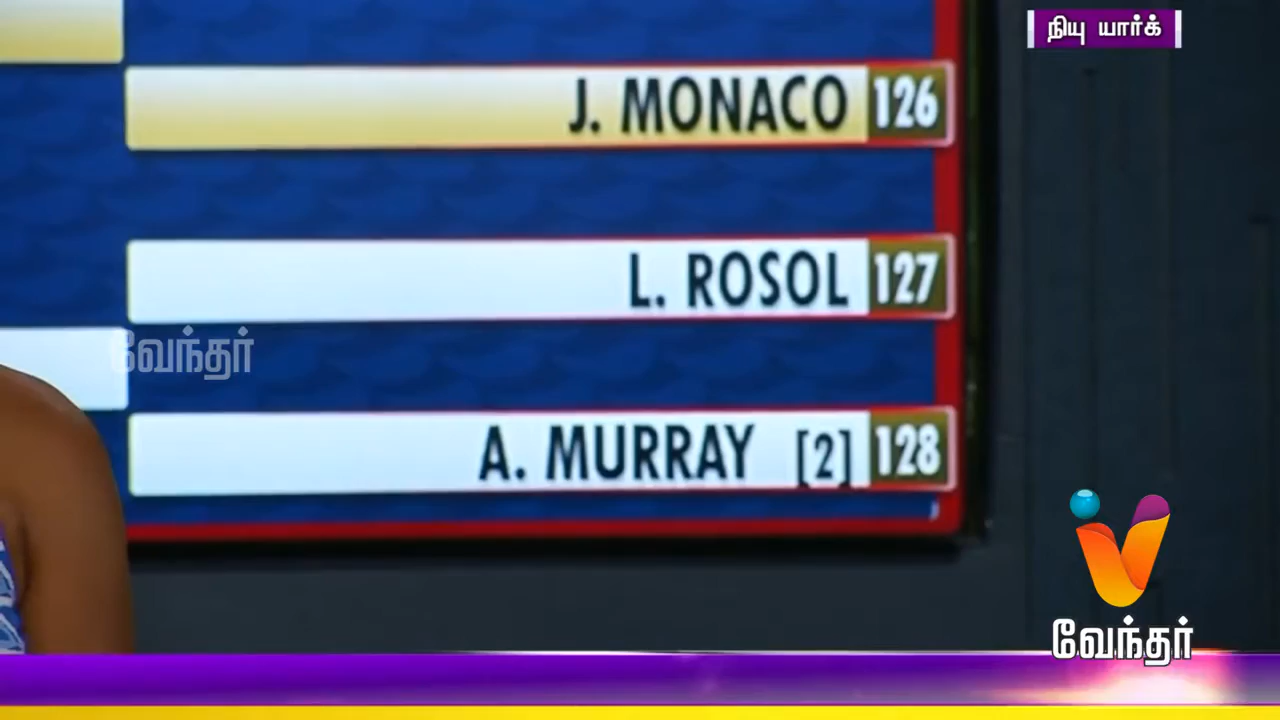 நியு யார்க்
J. MONACO 126
L. ROSOL 127
வேந்தர்
A. MURRAY [2] 128
வேந்தர்